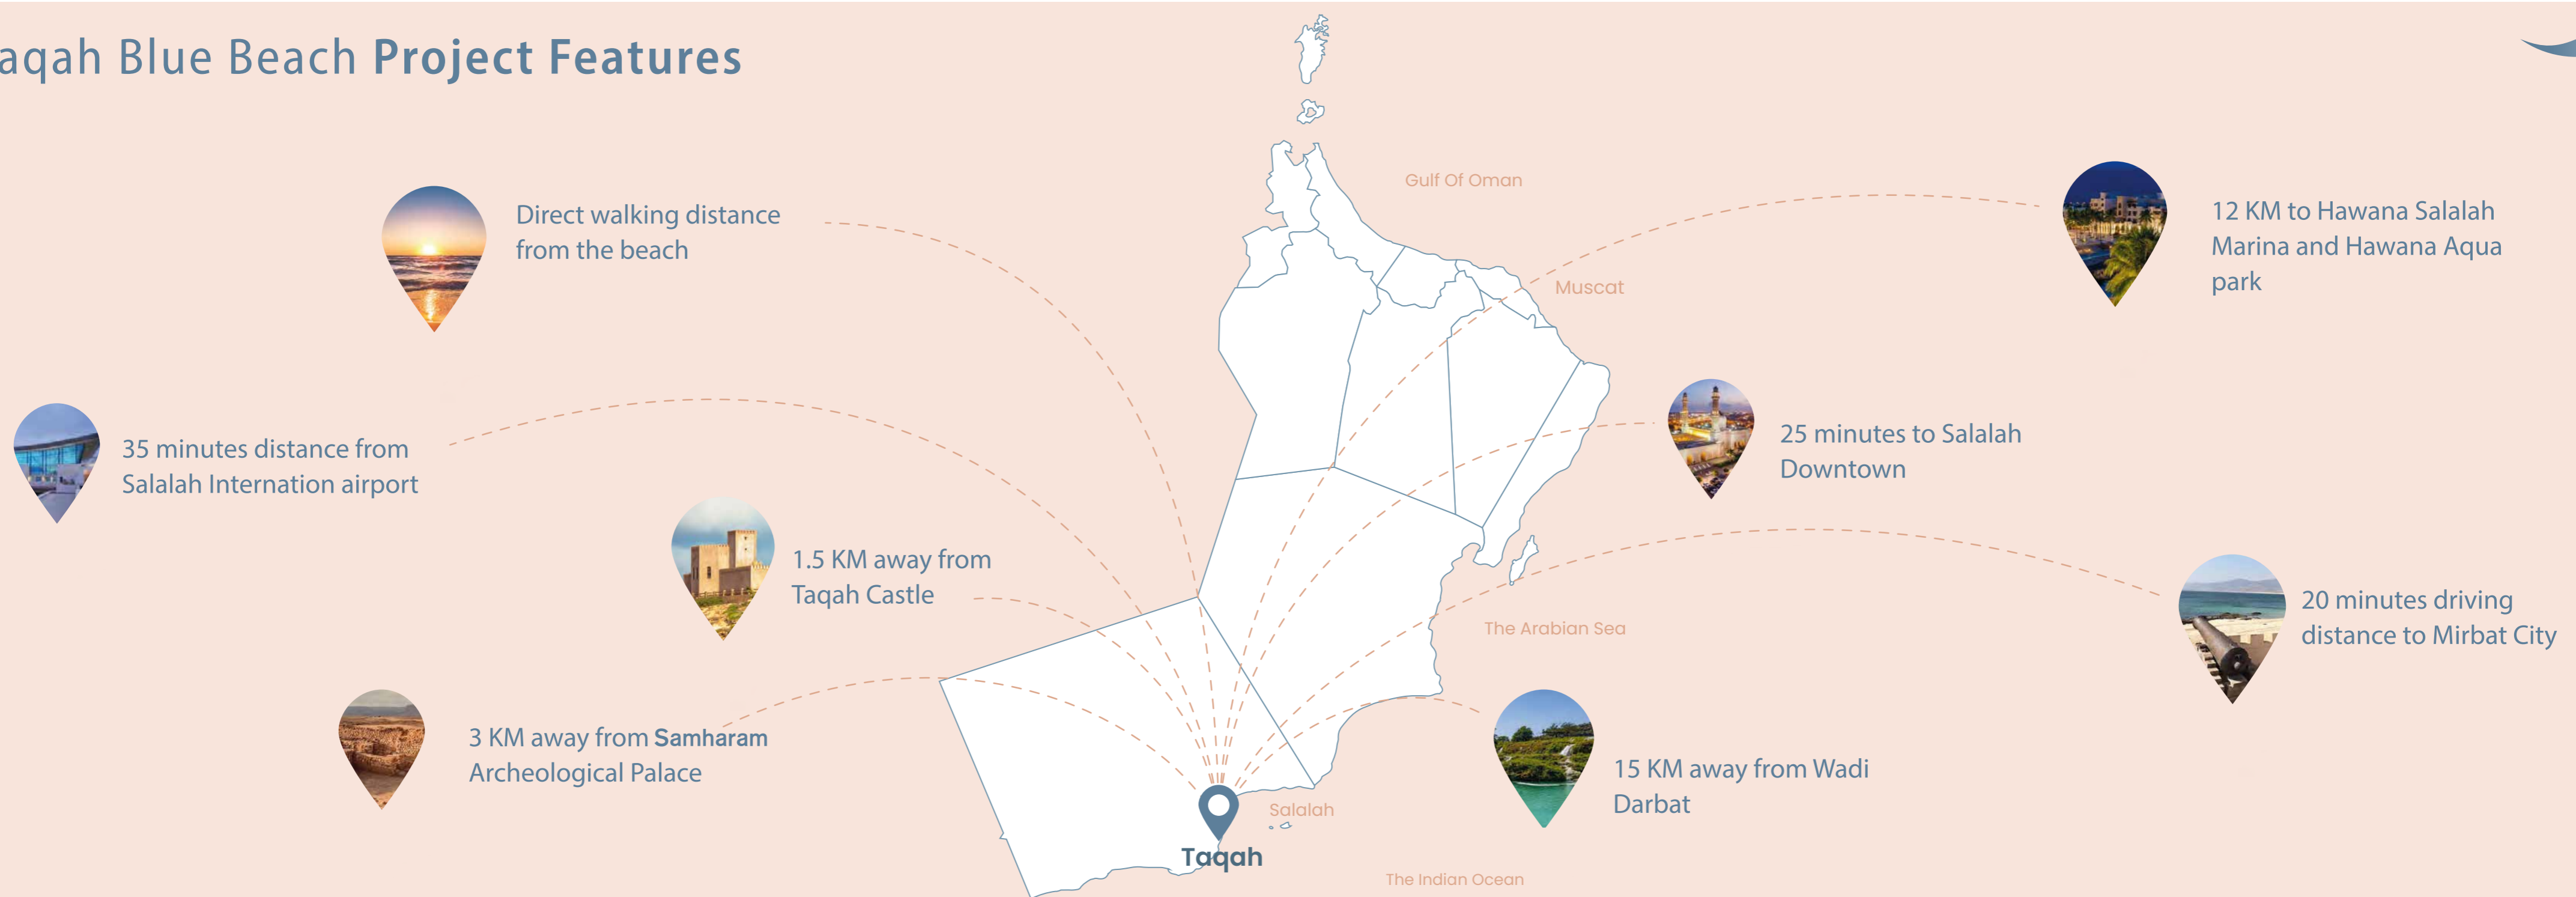 aqah Blue Beach Project Features
Gulf Of Oman
Direct walking distance
from the beach
12 KM to Hawana Salalah
Marina and Hawana Aqua
park
Muscat
35 minutes distance from
Salalah Internation airport
25 minutes to Salalah
Downtown
1.5 KM away from
Taqah Castle
The Arabian Sea
20 minutes driving
distance to Mirbat City
3 KM away from Samharam
Archeological Palace
15 KM away from Wadi
Darbat
Salalah
Taqah
The Indian Ocean